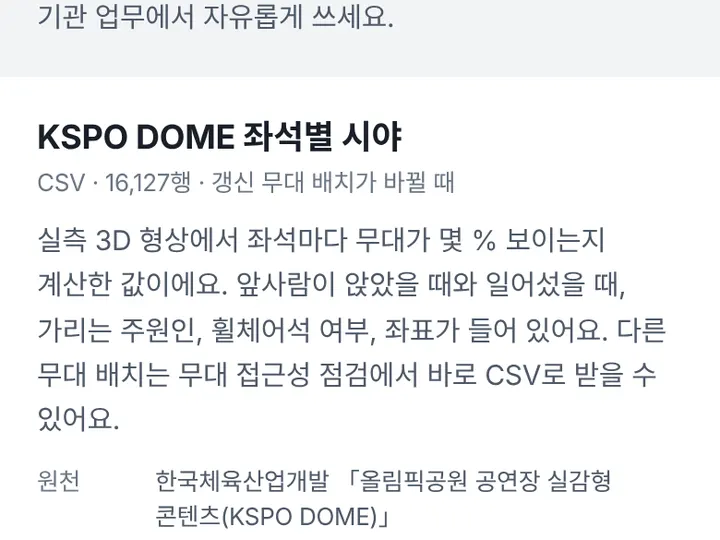 기관 업무에서 자유롭게 쓰세요.
KSPO DOME 좌석별 시야
CSV · 16,127행 · 갱신 무대 배치가 바뀔 때
실측 3D 형상에서 좌석마다 무대가 몇 % 보이는지
계산한 값이에요. 앞사람이 앉았을 때와 일어섰을 때,
가리는 주원인, 휠체어석 여부, 좌표가 들어 있어요. 다른
무대 배치는 무대 접근성 점검에서 바로 CSV로 받을 수
있어요.
원천 한국체육산업개발 「올림픽공원 공연장 실감형
콘텐츠(KSPO DOME)」